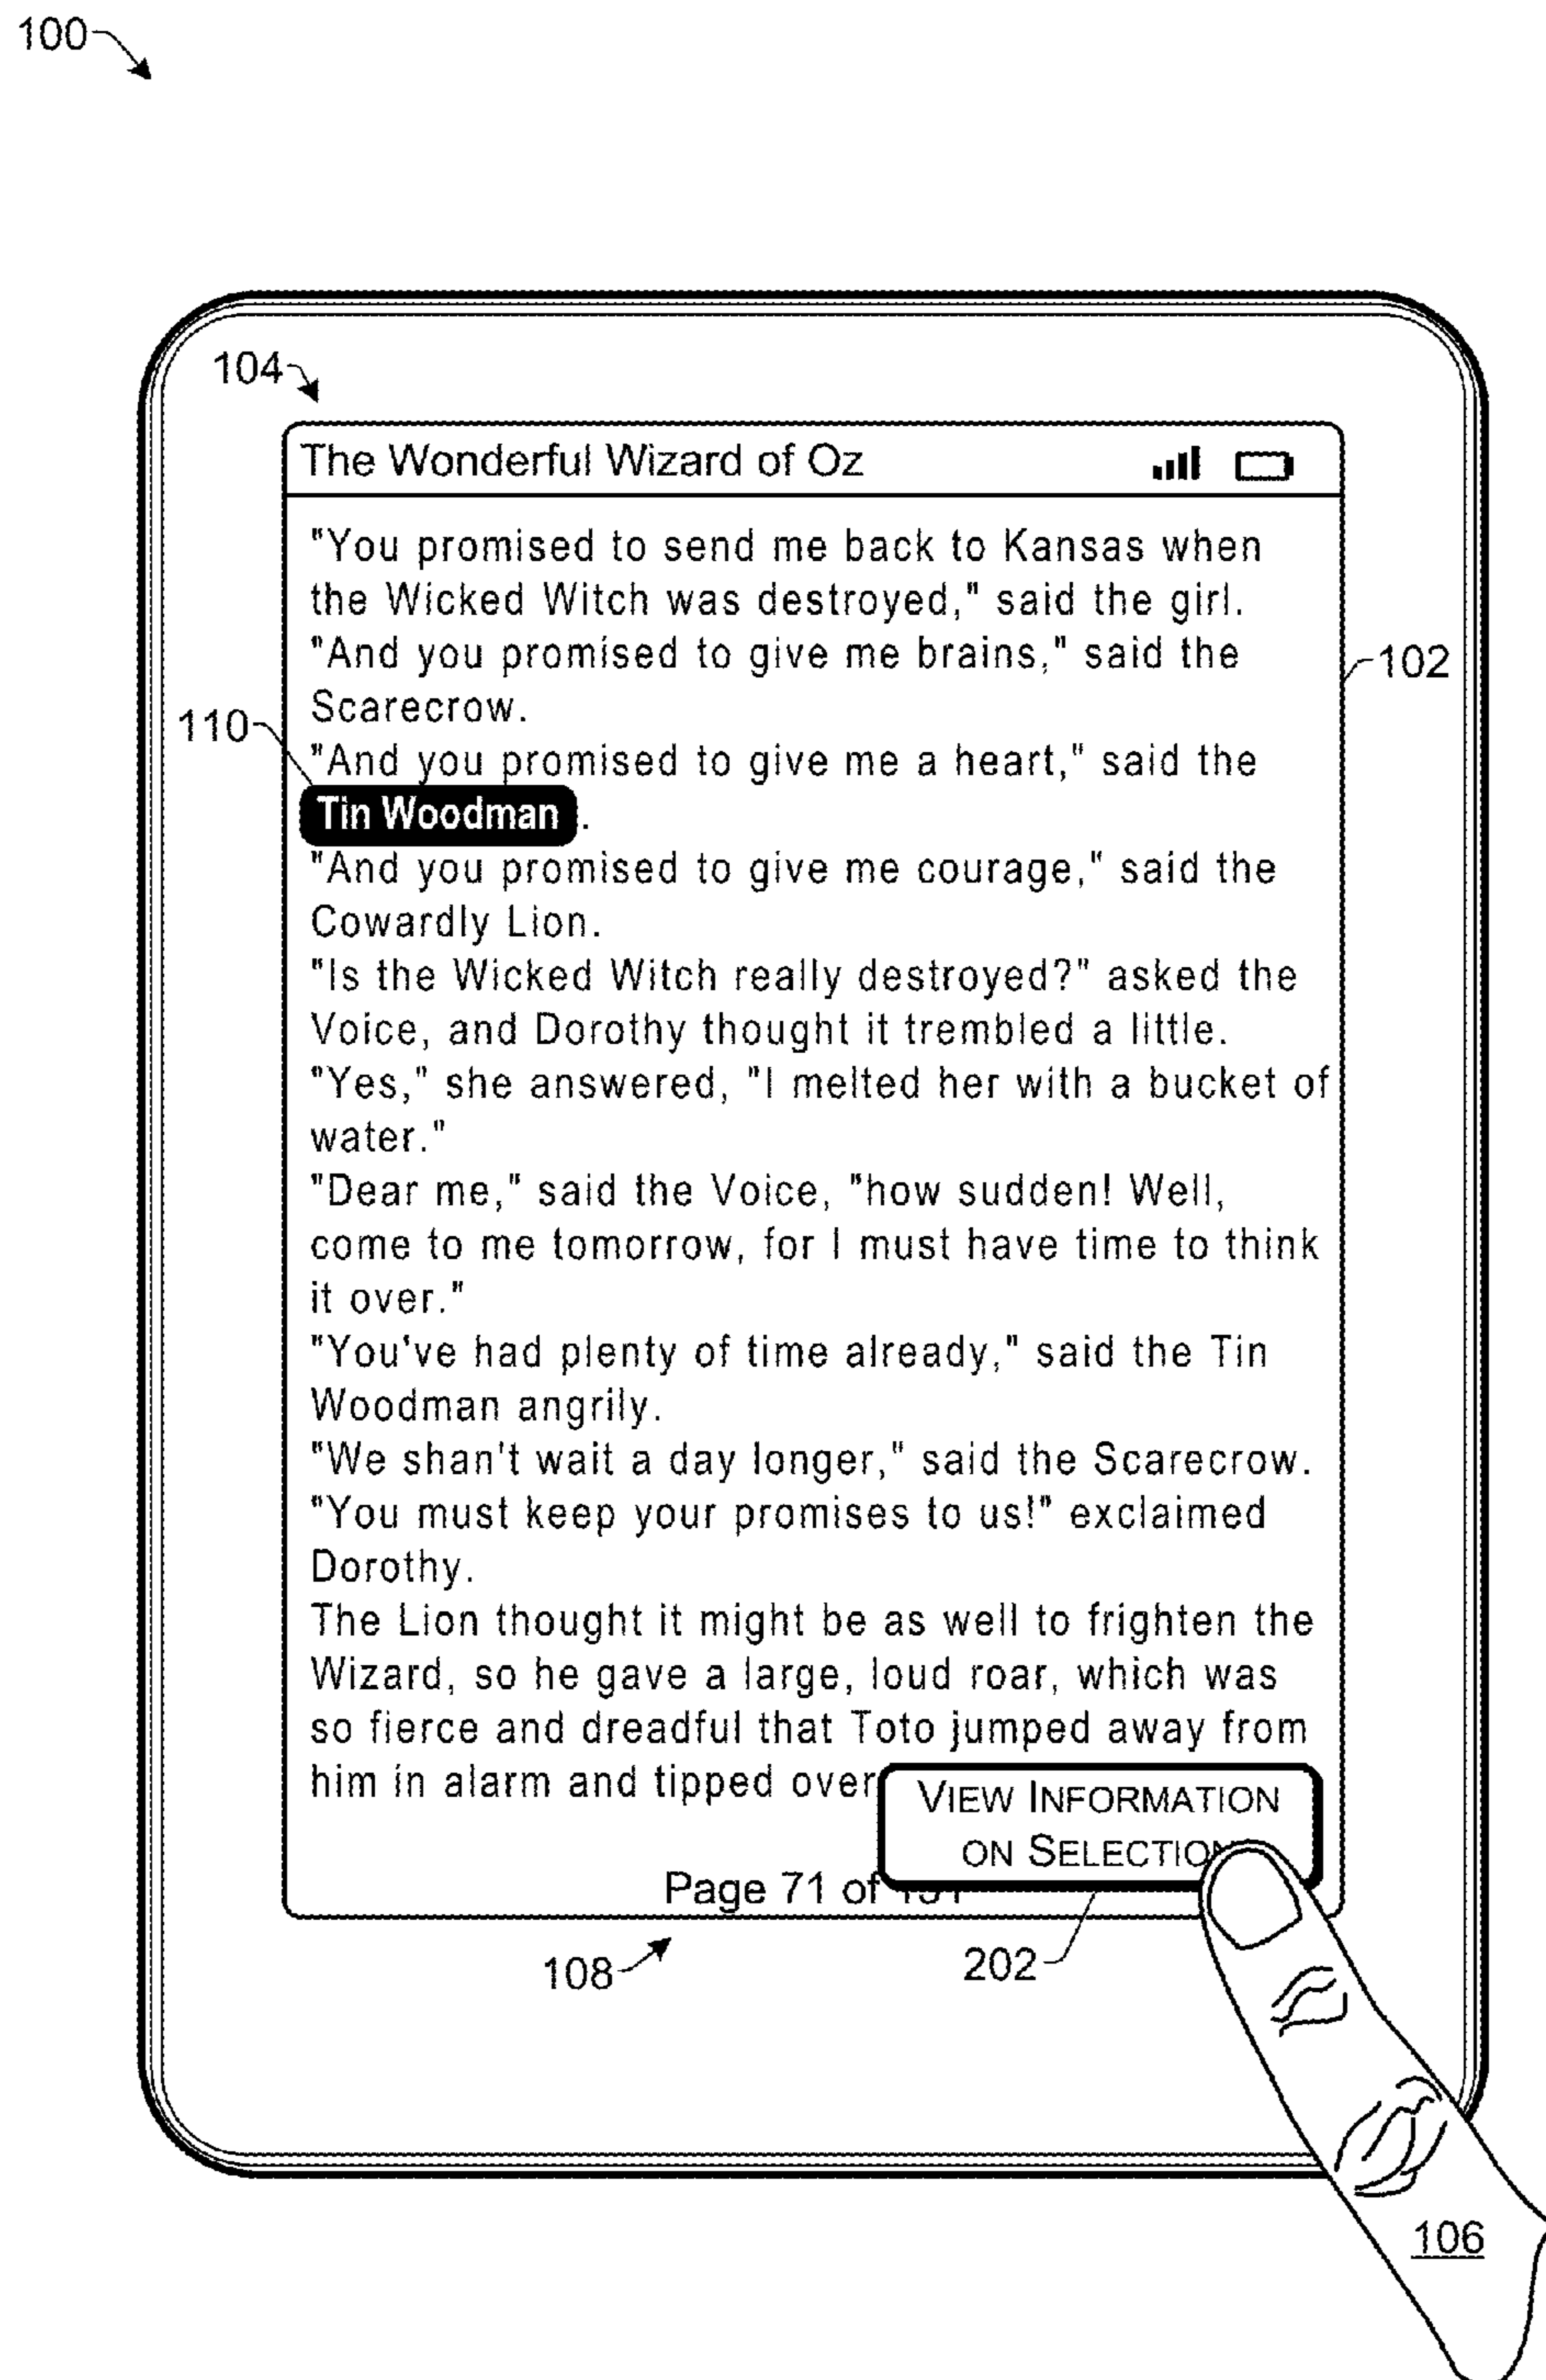 100
104
The Wonderful Wizard of Oz
"You promised to send me back to Kansas when
the Wicked Witch was destroyed," said the girl.
"And you promised to give me brains," said the
102
Scarecrow.
110
"And you promised to give me a heart," said the
Tin Woodman .
"And you promised to give me courage," said the
Cowardly Lion.
"Is the Wicked Witch really destroyed?" asked the
Voice, and Dorothy thought it trembled a little.
"Yes," she answered, "I melted her with a bucket of
water."
"Dear me," said the Voice, "how sudden! Well,
come to me tomorrow, for I must have time to think
it over."
"You've had plenty of time already," said the Tin
Woodman angrily.
"We shan't wait a day longer," said the Scarecrow.
"You must keep your promises to us!" exclaimed
Dorothy.
The Lion thought it might be as well to frighten the
Wizard, so he gave a large, loud roar, which was
so fierce and dreadful that Toto jumped away from
him in alarm and tipped over
VIEW INFORMATION
ON SELECTION
Page 71 of
108
202
106